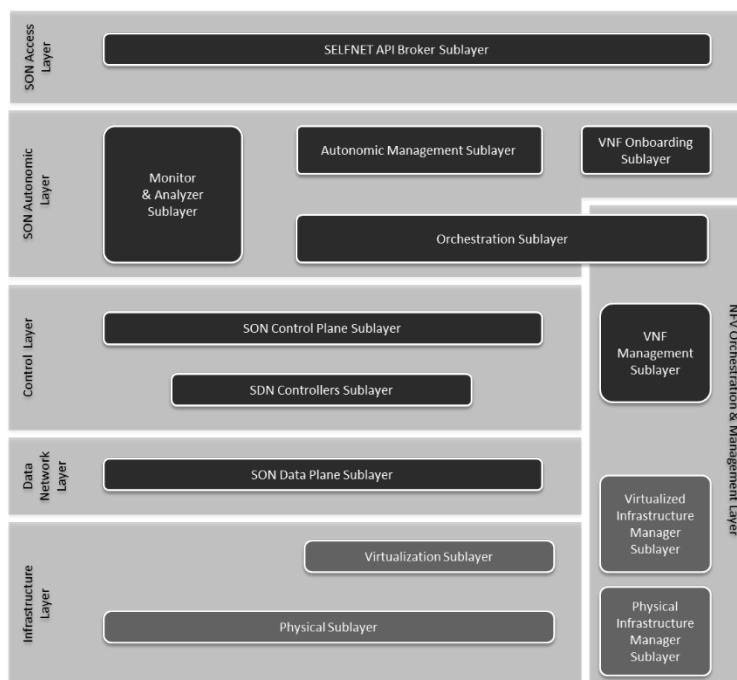 SON Access
Layer
SELFNET API Broker Sublayer
SON Autonomic
Layer
Monitor
& Analyzer
Sublayer
Autonomic Management Sublayer
VNF Onboarding
Sublayer
Orchestration Sublayer
Control Layer
SON Control Plane Sublayer
SDN Controllers Sublayer
VNF
Management
Sublayer
NFV Orchestration & Management Layer
Data
Network
Layer
SON Data Plane Sublayer
Virtualized
Infrastructure
Manager
Sublayer
Infrastructure
Layer
Virtualization Sublayer
Physical Sublayer
Physical
Infrastructure
Manager
Sublayer